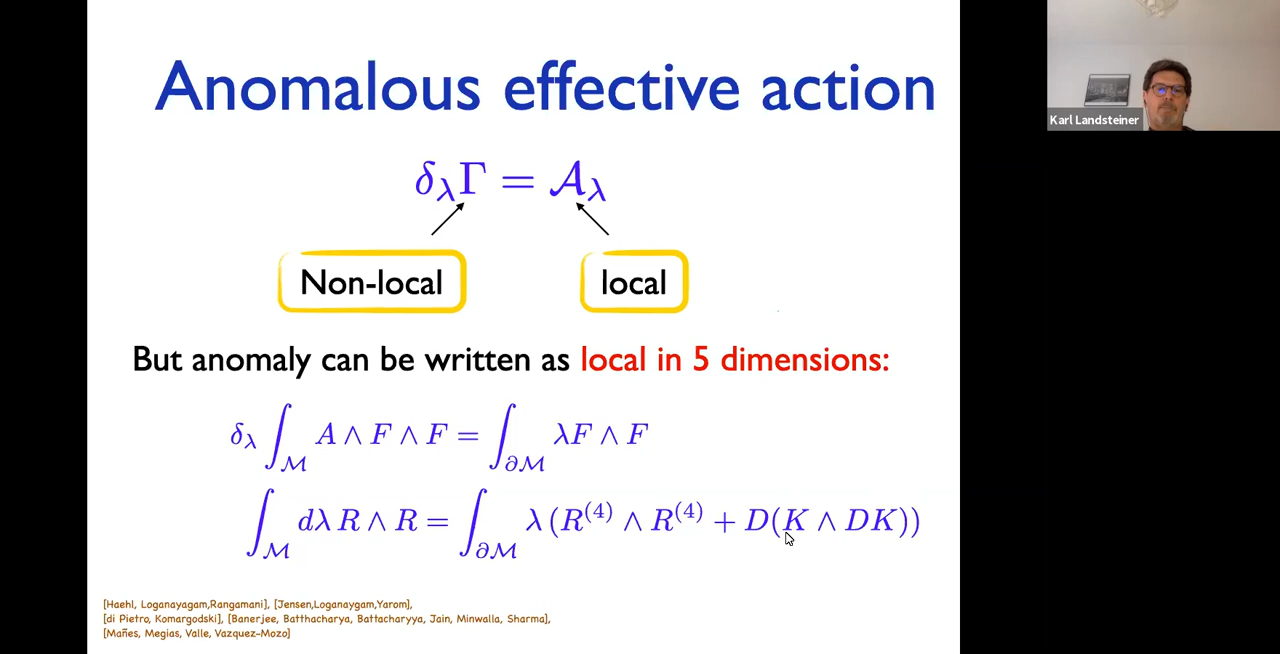 Anomalous effective action
Karl Landsteiner
δ_λ Γ = 𝒜_λ
Non-local
local
But anomaly can be written as local in 5 dimensions:
δ_λ ∫_ℳ A ∧ F ∧ F = ∫_∂ℳ λF ∧ F
∫_ℳ dλ R ∧ R = ∫_∂ℳ λ (R^(4) ∧ R^(4) + D(K ∧ DK))
[Haehl, Loganayagam,Rangamani], [Jensen,Loganaygam,Yarom],
[di Pietro, Komargodski], [Banerjee, Batthacharya, Battacharyya, Jain, Minwalla, Sharma],
[Mañes, Megias, Valle, Vazquez-Mozo]